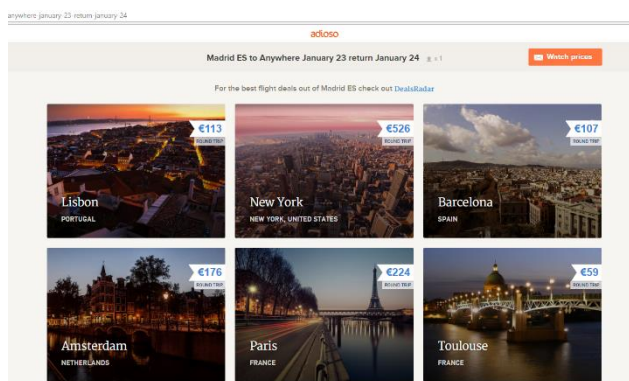 anywhere-january-23-return-january-24
adioso
Madrid ES to Anywhere January 23 return January 24 x 1
Watch prices
For the best flight deals out of Madrid ES check out DealsRadar
€113
ROUND TRIP
Lisbon
PORTUGAL
€526
ROUND TRIP
New York
NEW YORK, UNITED STATES
€107
ROUND TRIP
Barcelona
SPAIN
€176
ROUND TRIP
Amsterdam
NETHERLANDS
€224
ROUND TRIP
Paris
FRANCE
€59
ROUND TRIP
Toulouse
FRANCE